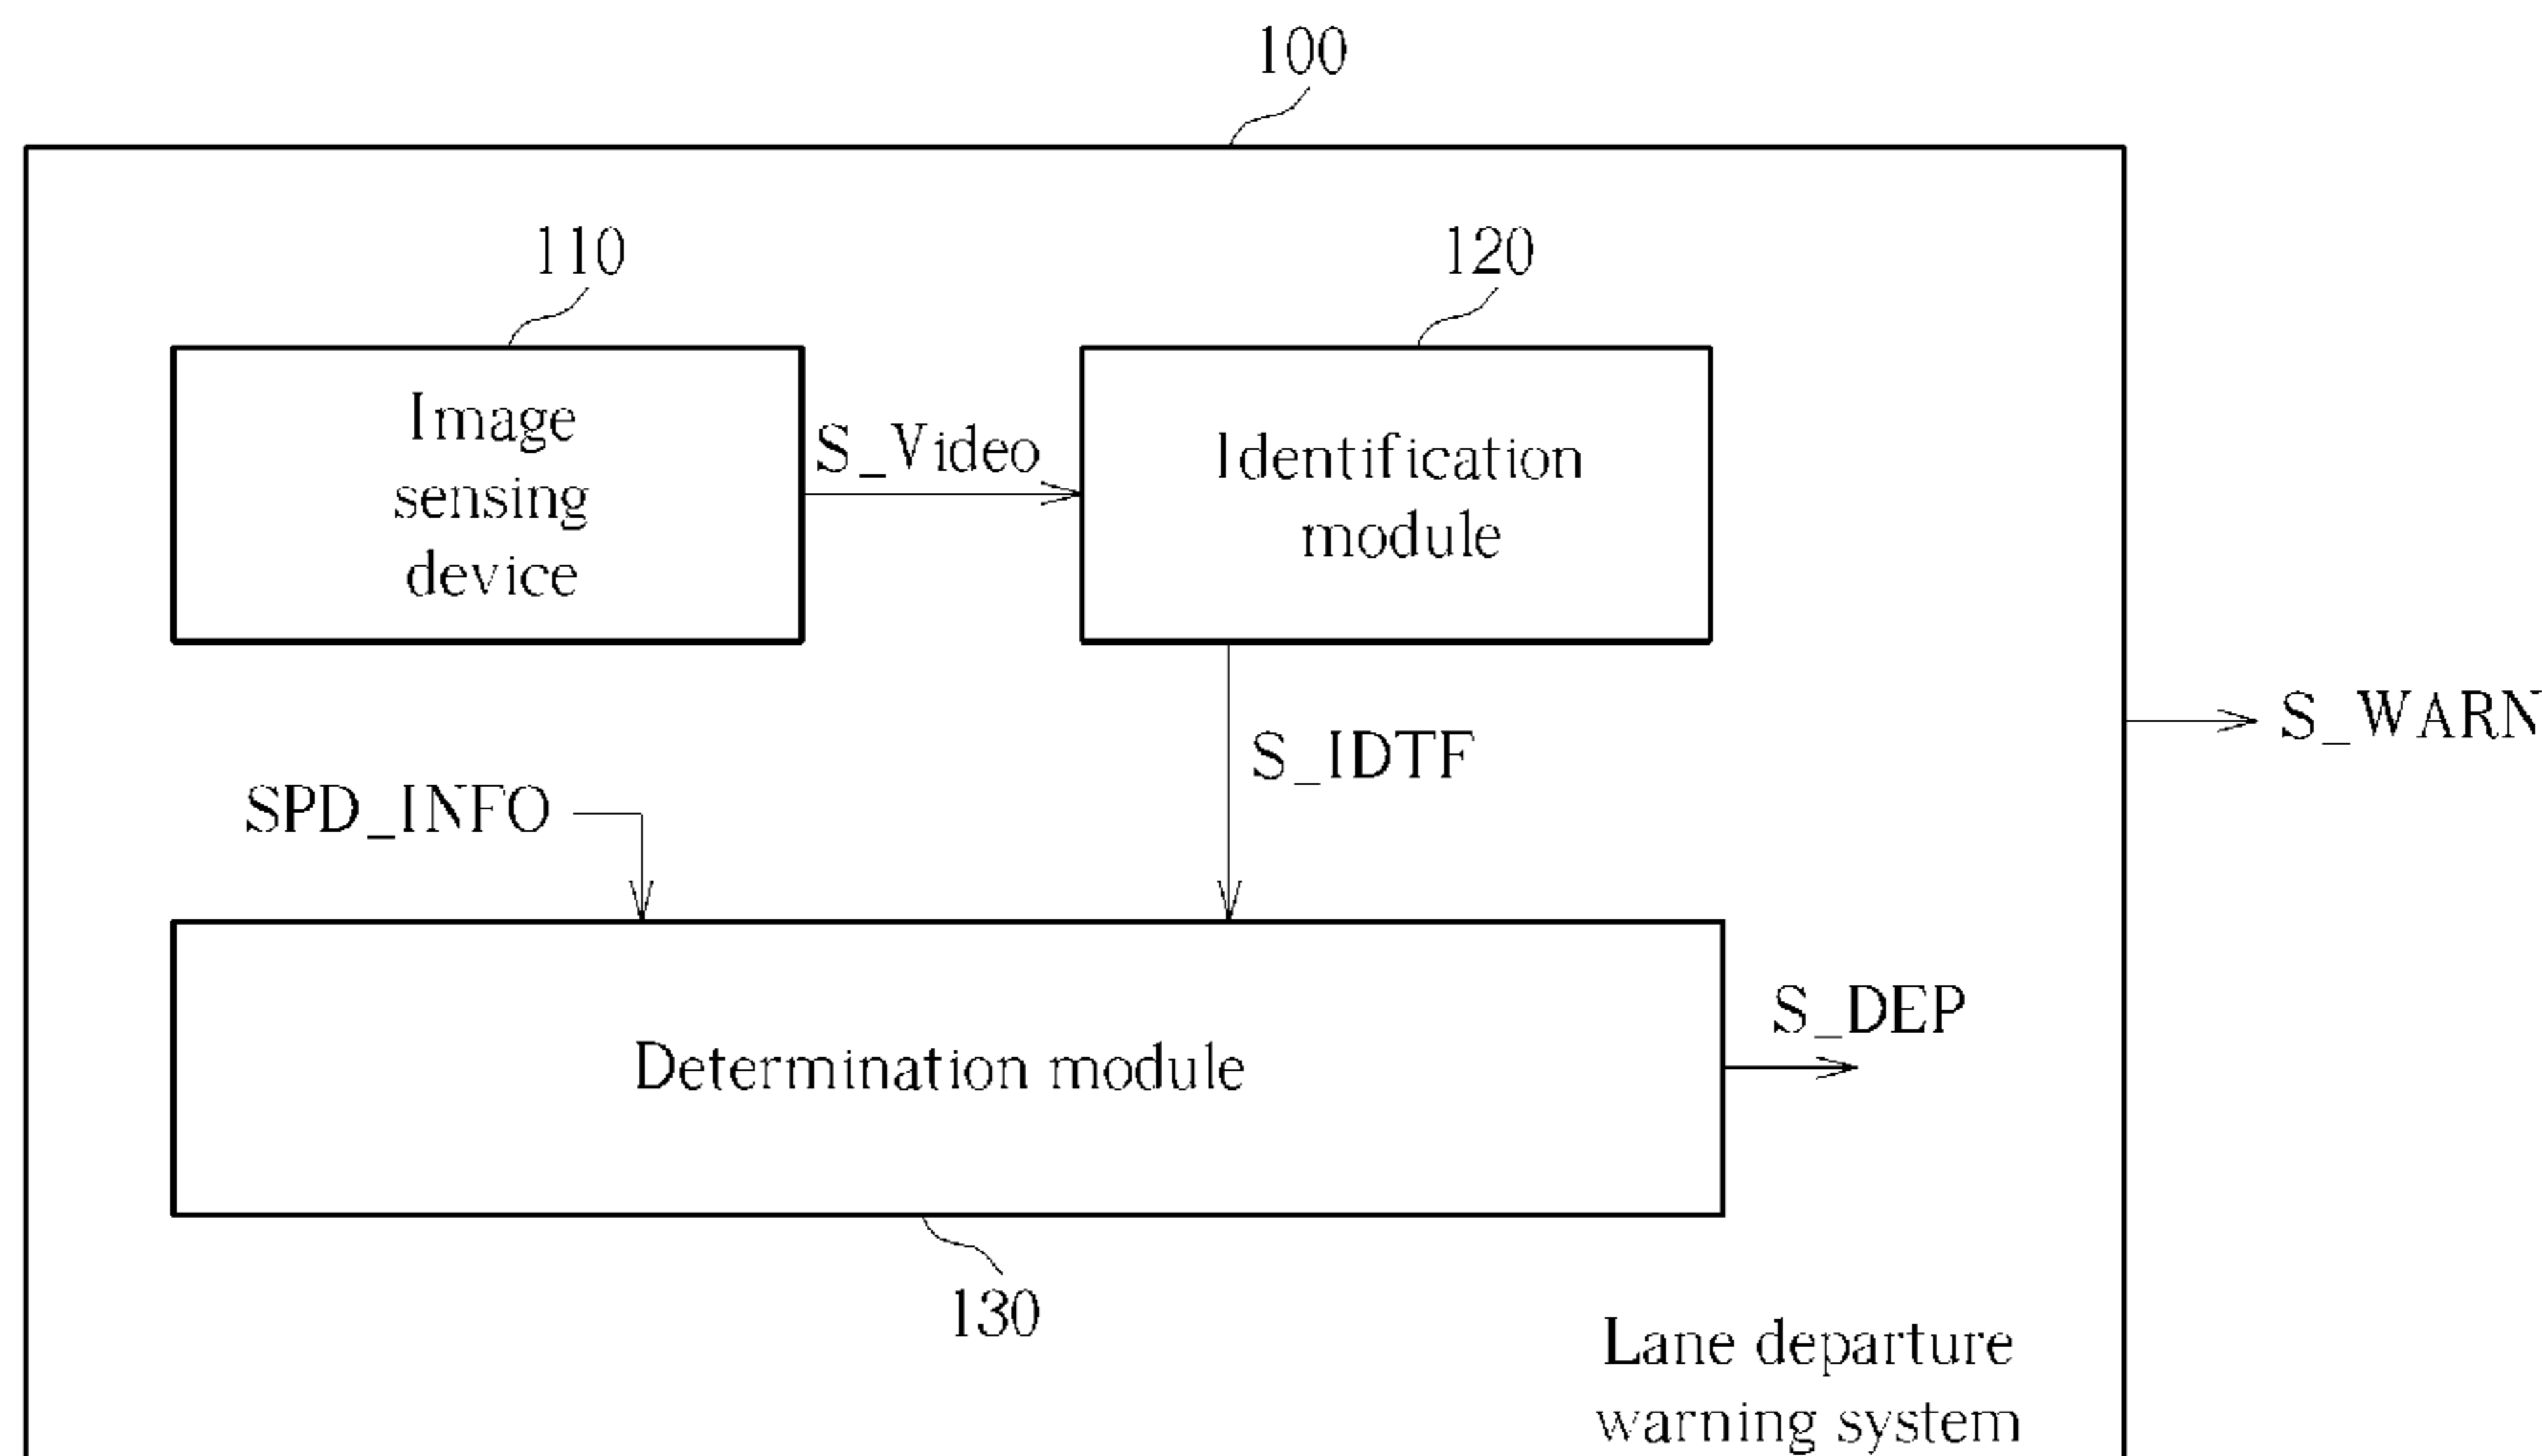 100
110
120
Image
sensing
device
S_Video
Identification
module
S_WARN
S_IDTF
SPD_INFO
S_DEP
Determination module
130
Lane departure
warning system